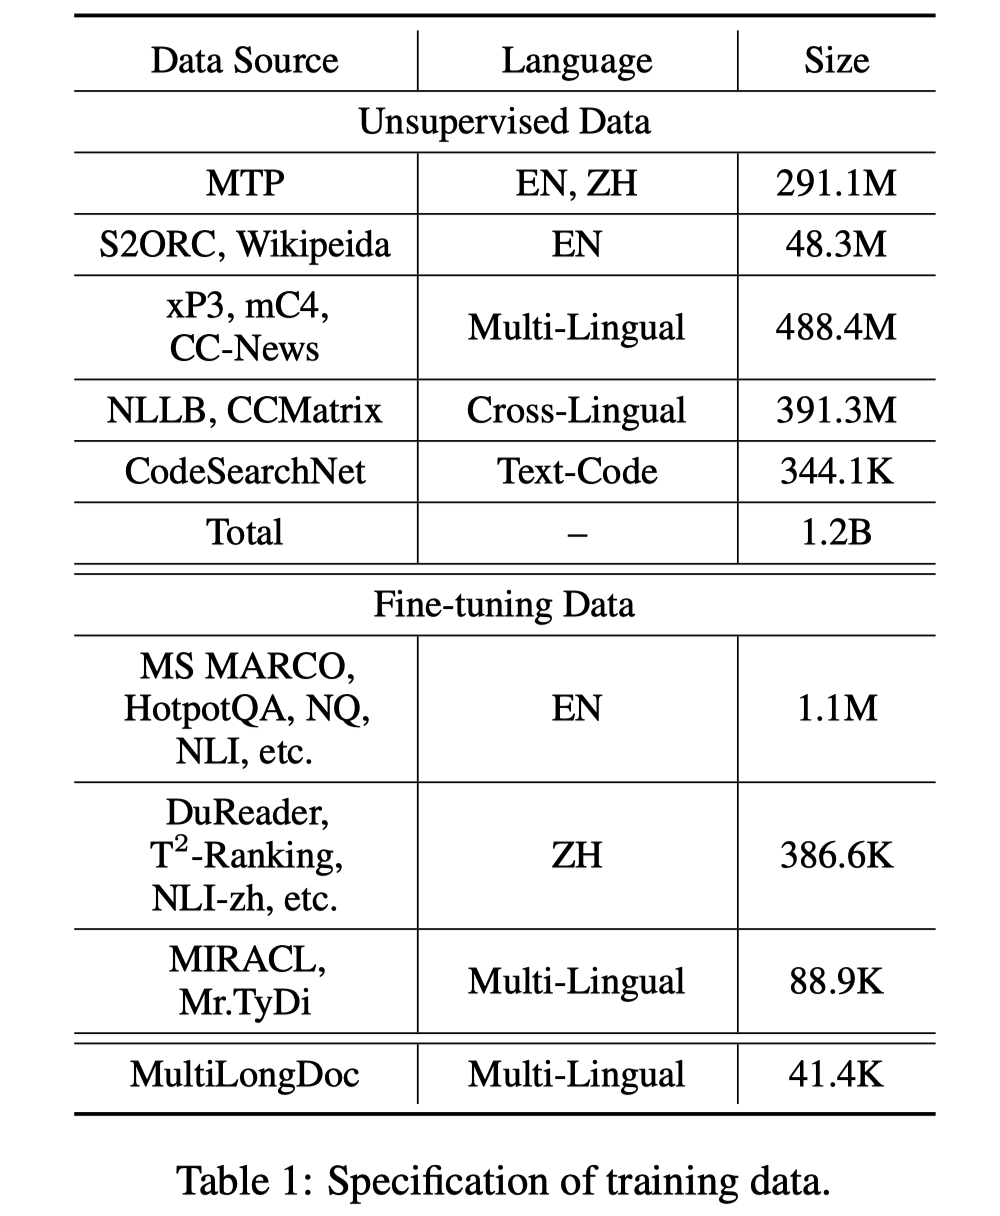 Data Source Language Size
Unsupervised Data
MTP EN, ZH 291.1M
S2ORC, Wikipeida EN 48.3M
xP3, mC4,
CC-News Multi-Lingual 488.4M
NLLB, CCMatrix Cross-Lingual 391.3M
CodeSearchNet Text-Code 344.1K
Total – 1.2B
Fine-tuning Data
MS MARCO,
HotpotQA, NQ, EN 1.1M
NLI, etc.
DuReader,
T²-Ranking, ZH 386.6K
NLI-zh, etc.
MIRACL,
Mr.TyDi Multi-Lingual 88.9K
MultiLongDoc Multi-Lingual 41.4K
Table 1: Specification of training data.